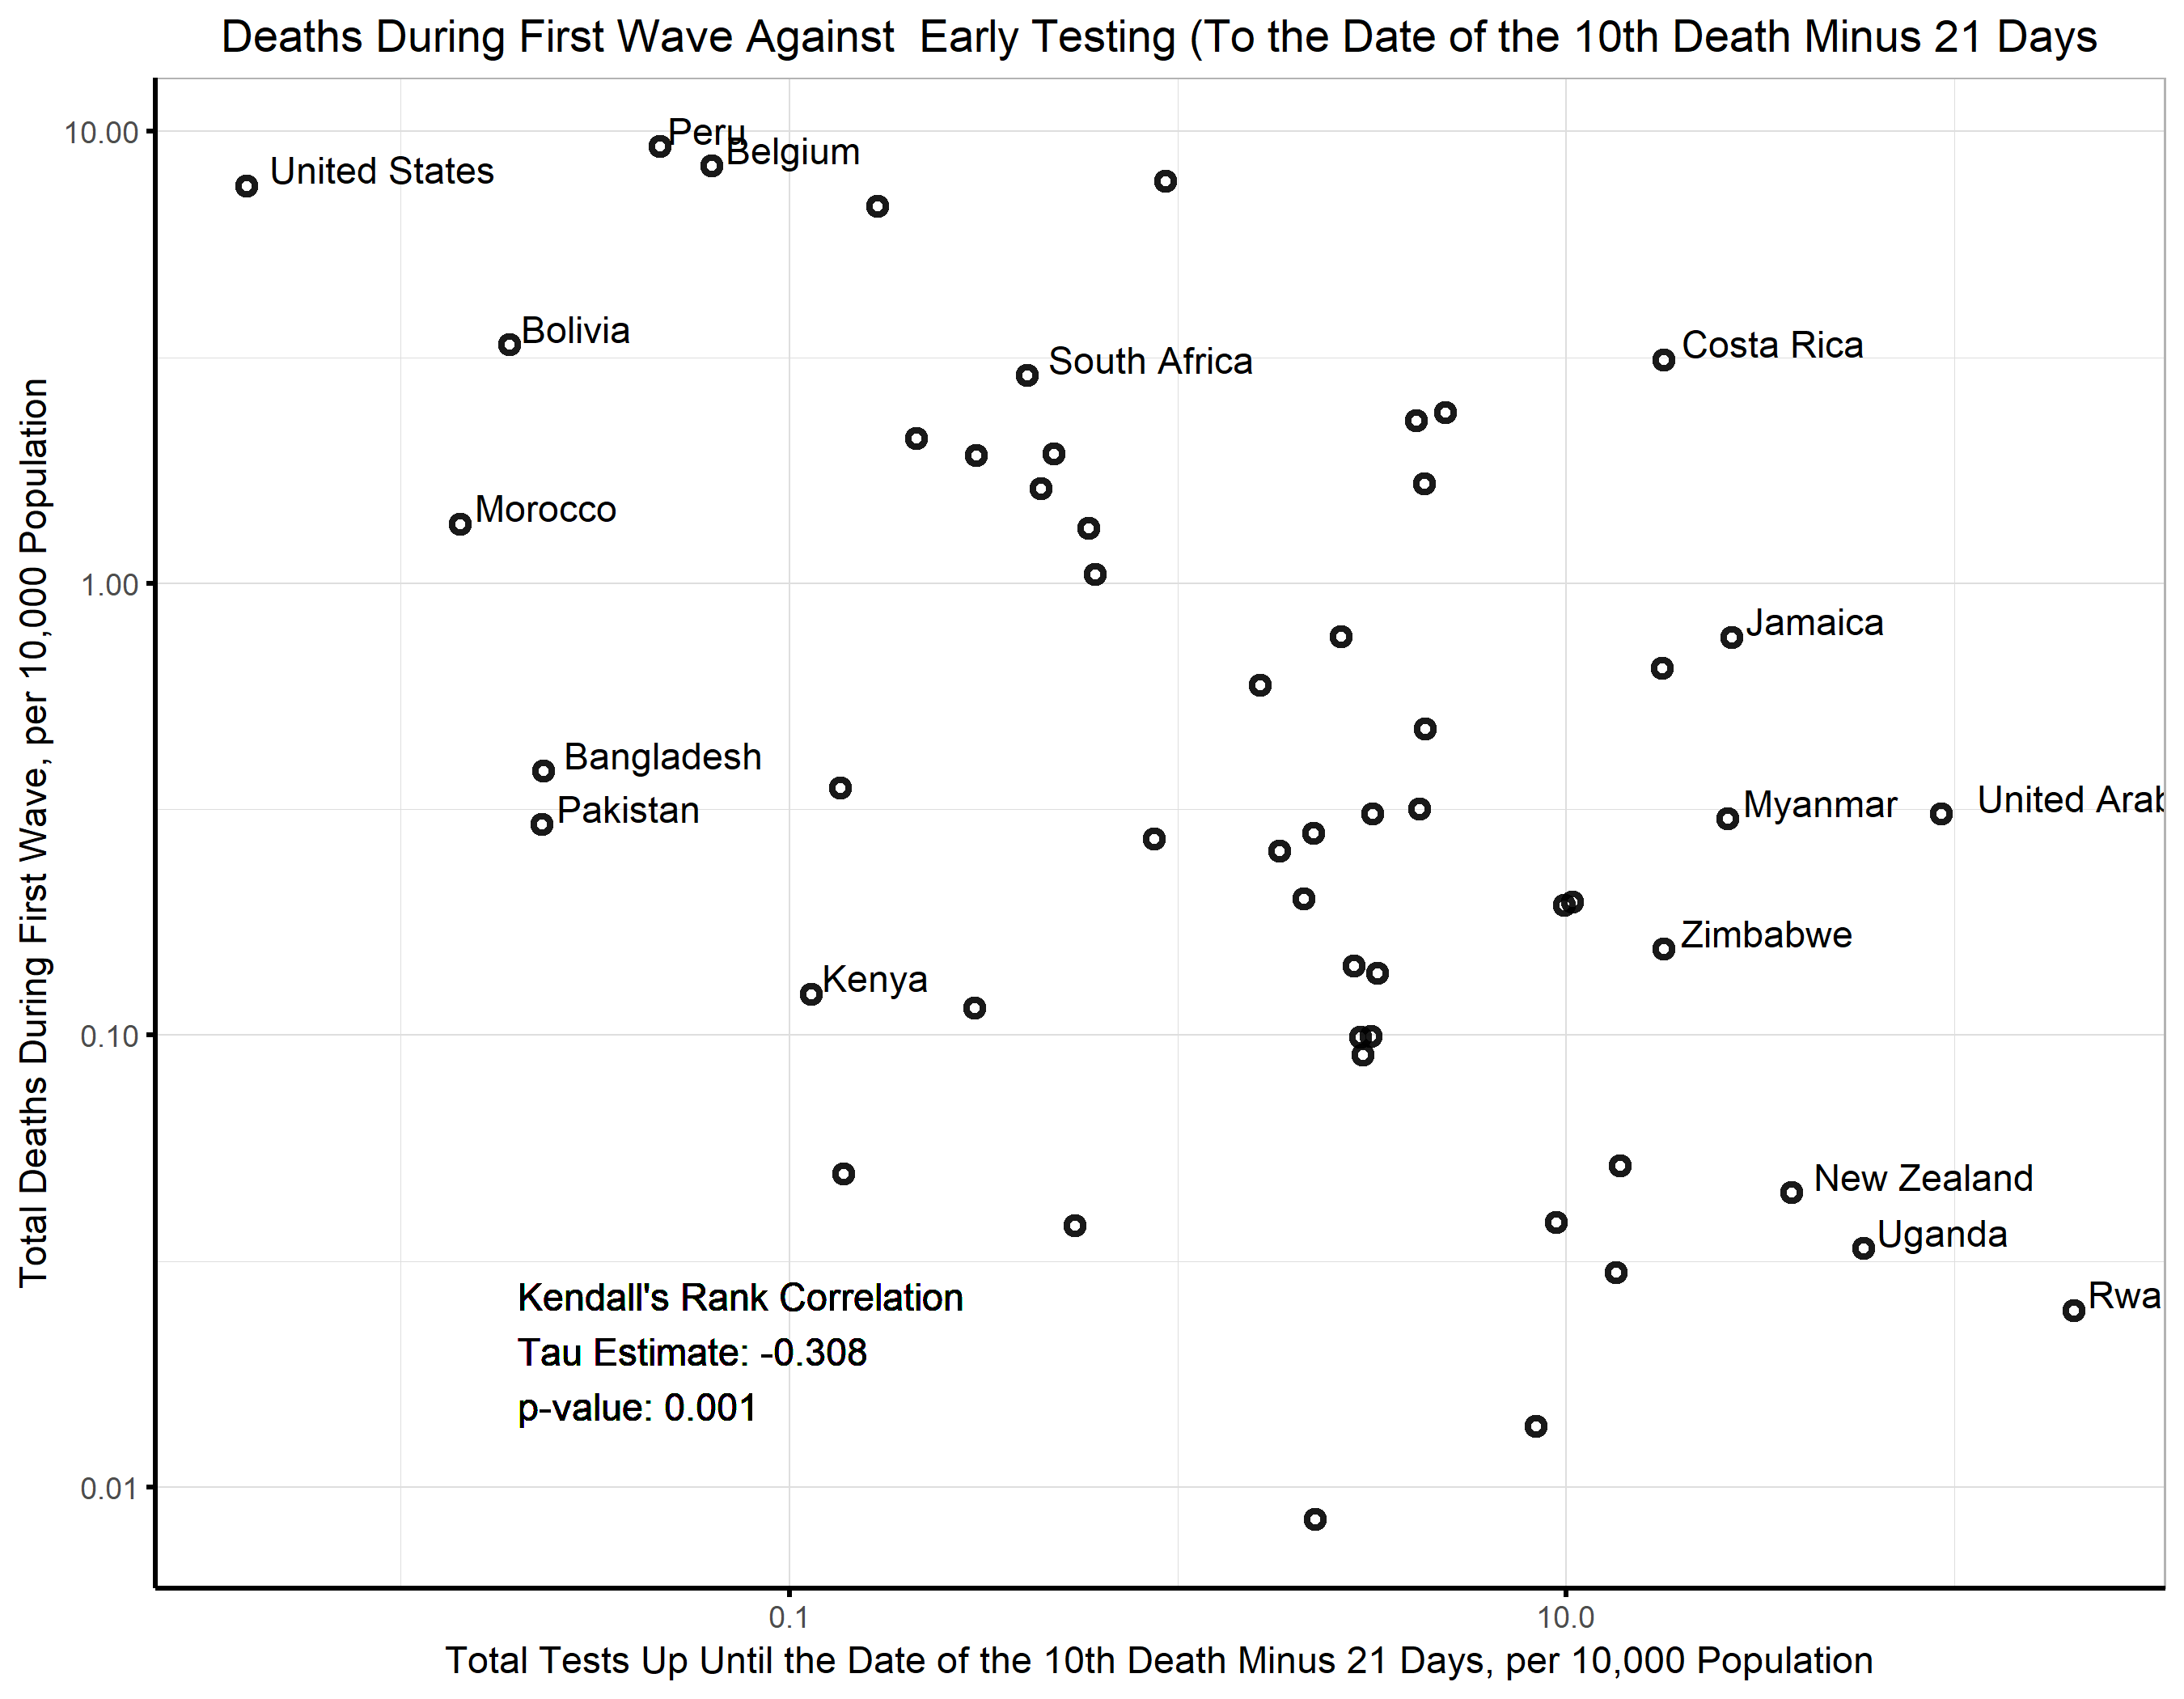 Deaths During First Wave Against  Early Testing (To the Date of the 10th Death Minus 21 Days
Total Deaths During First Wave, per 10,000 Population
10.00
1.00
0.10
0.01
Peru
Belgium
United States
Bolivia
South Africa
Costa Rica
Morocco
Jamaica
Bangladesh
Pakistan
Myanmar
United Arab
Zimbabwe
Kenya
New Zealand
Uganda
Rwa
Kendall's Rank Correlation
Tau Estimate: -0.308
p-value: 0.001
0.1
10.0
Total Tests Up Until the Date of the 10th Death Minus 21 Days, per 10,000 Population